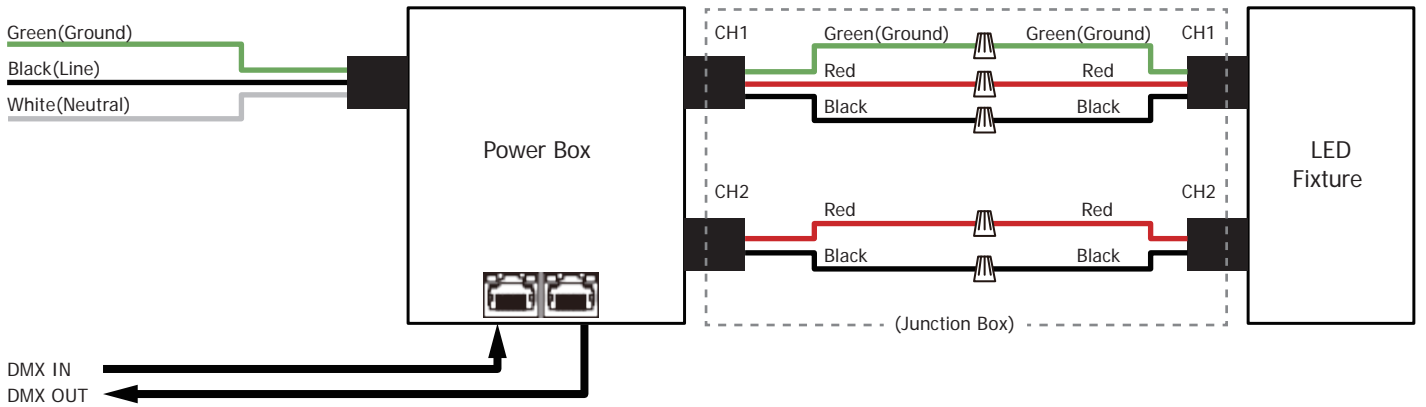 Green(Ground)
Black(Line)
White(Neutral)
Power Box
CH1
Green(Ground)
Green(Ground)
CH1
Red
Red
Black
Black
CH2
CH2
Red
Red
Black
Black
(Junction Box)
LED
Fixture
DMX IN
DMX OUT